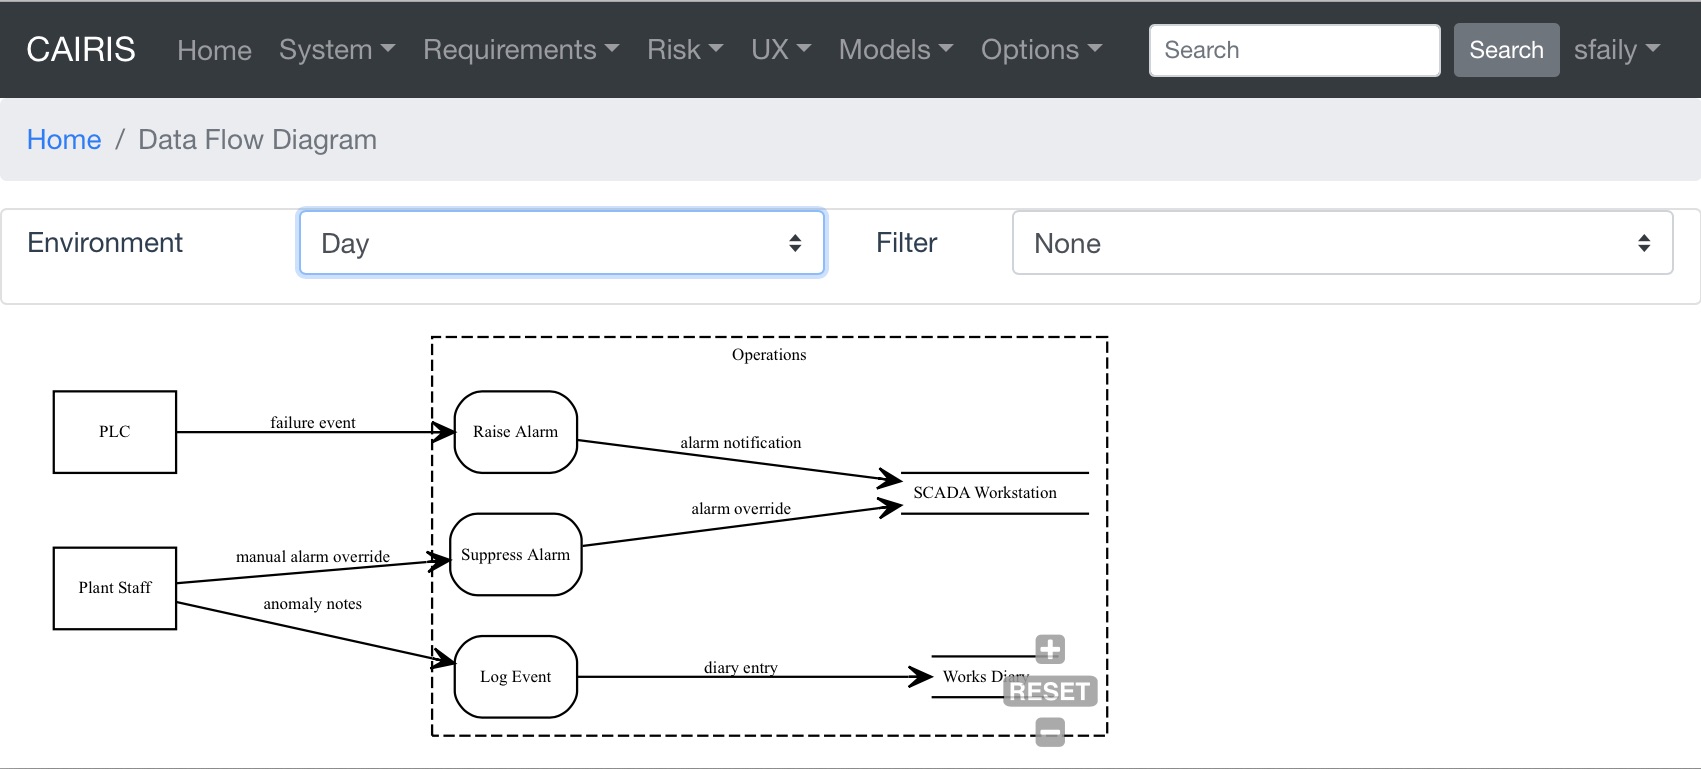 CAIRIS Home System Requirements Risk UX Models Options Search Search sfaily
Home / Data Flow Diagram
Environment Day Filter None
Operations
PLC
failure event
Raise Alarm
alarm notification
SCADA Workstation
alarm override
Plant Staff
manual alarm override
Suppress Alarm
anomaly notes
Log Event
diary entry
Works Diary
RESET